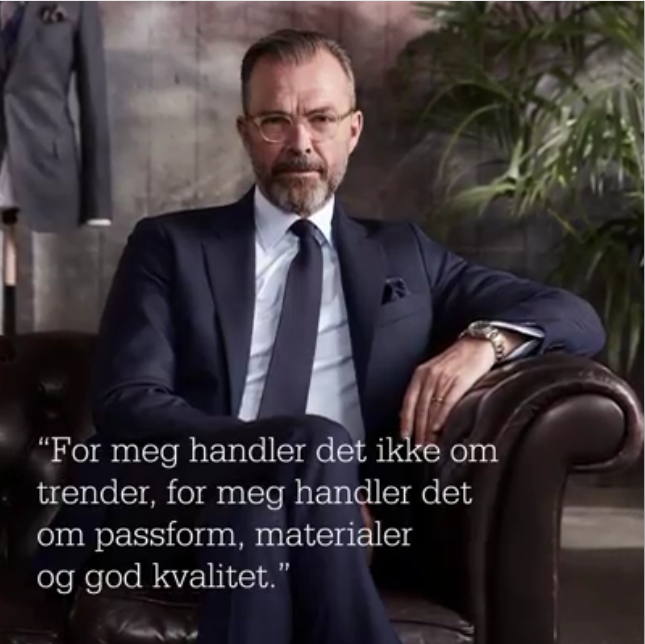 “For meg handler det ikke om
trender, for meg handler det
om passform, materialer
og god kvalitet.”